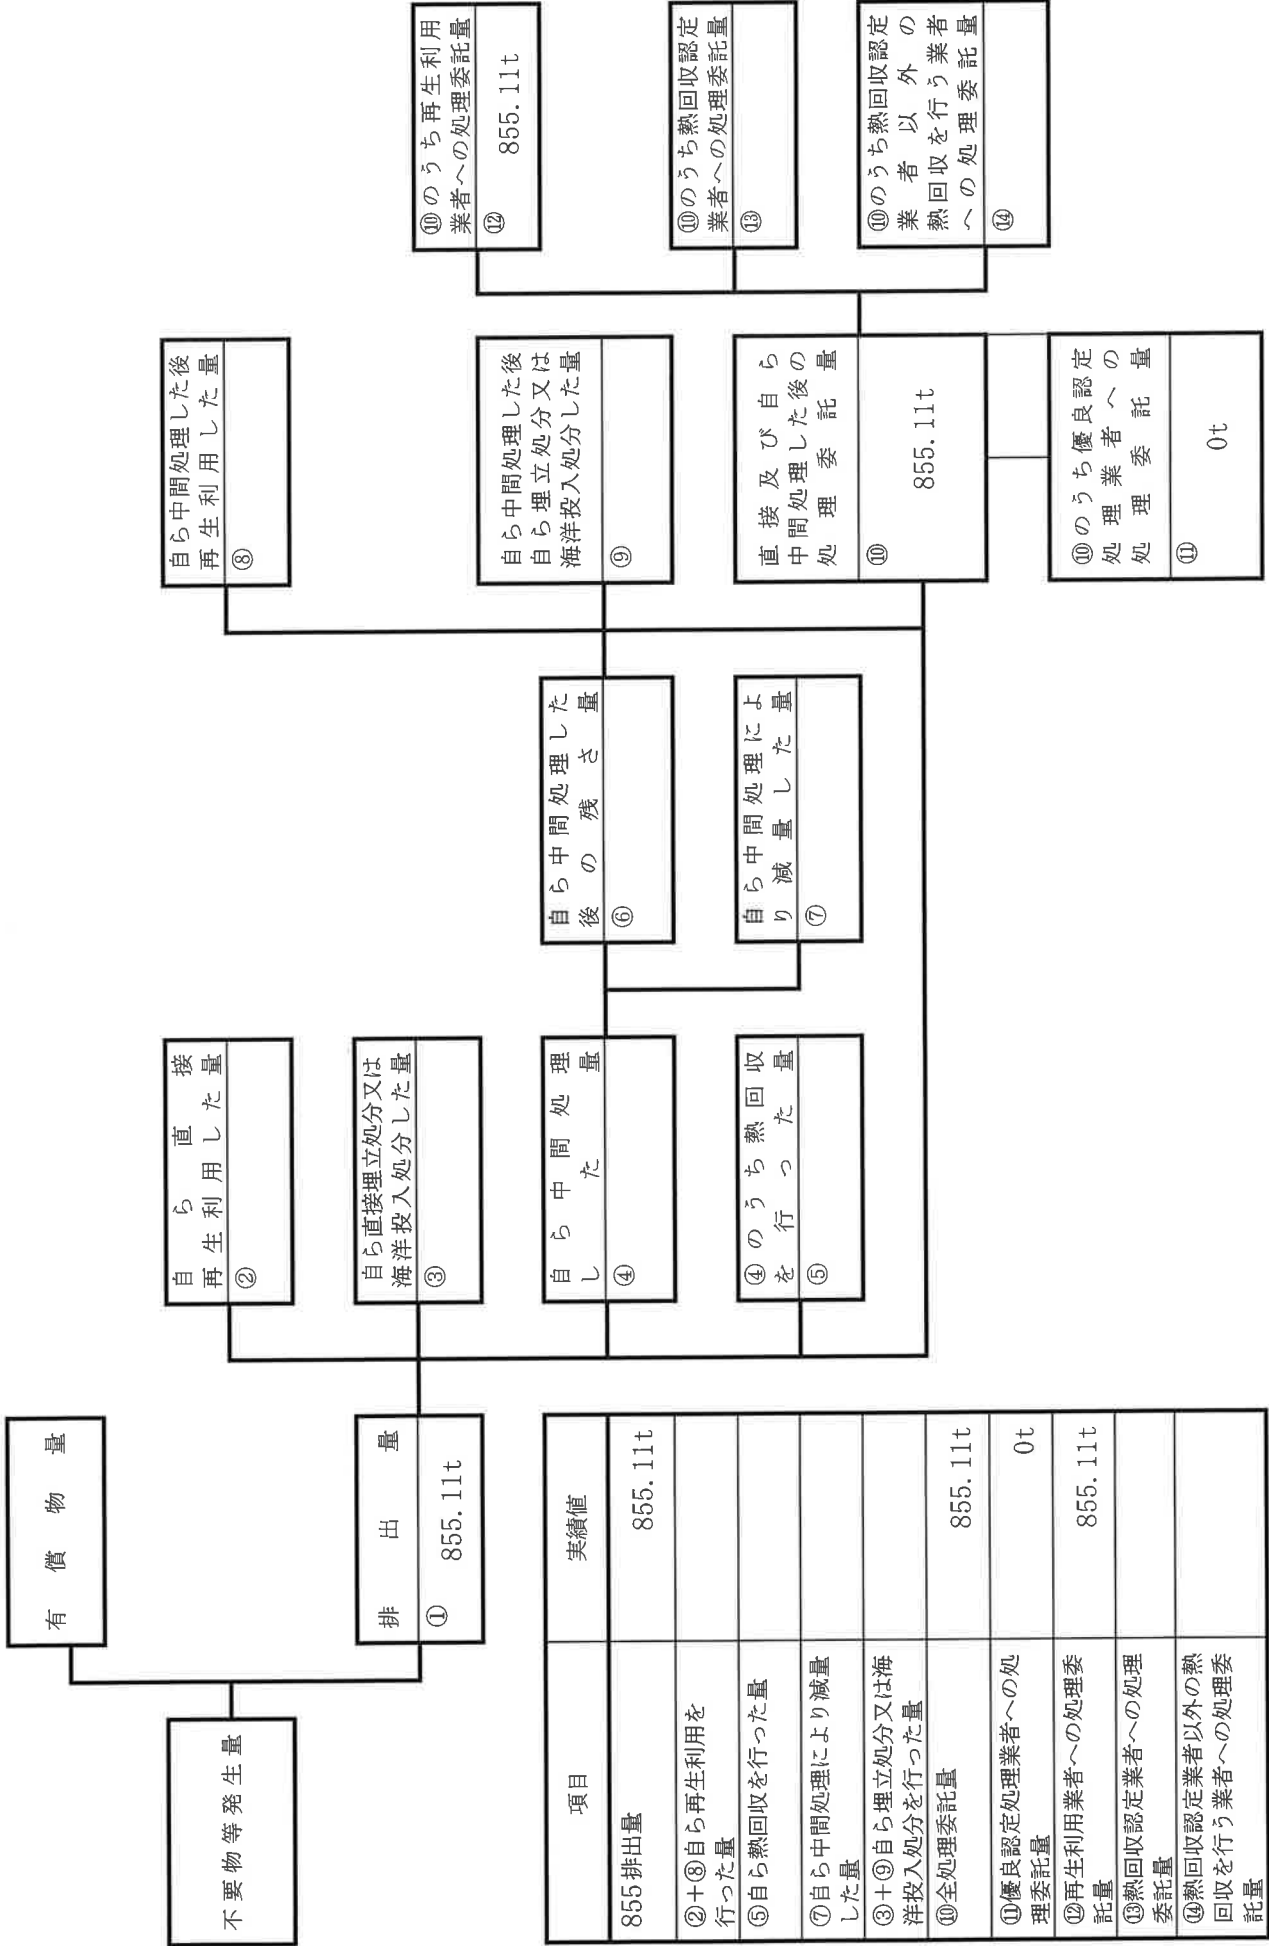 不要物等発生量
有償物量
排出量
① 855.11t
自ら直接
再生利用した量
②
自ら直接埋立処分又は
海洋投入処分した量
③
自ら中間処理
した量
④
④のうち熱回収
を行った量
⑤
自ら中間処理した
後の残さ量
⑥
自ら中間処理によ
り減量した量
⑦
自ら中間処理した後
再生利用した量
⑧
自ら中間処理した後
自ら埋立処分又は
海洋投入処分した量
⑨
直接及び自ら
中間処理した後の
処理委託量
⑩
855.11t
⑩のうち優良認定
処理業者への
処理委託量
⑪
0t
⑩のうち再生利用
業者への処理委託量
⑫ 855.11t
⑩のうち熱回収認定
業者への処理委託量
⑬
⑩のうち熱回収認定
業者以外の
熱回収を行う業者
への処理委託量
⑭
項目 実績値
855排出量 855.11t
②+⑧自ら再生利用を
行った量
⑤自ら熱回収を行った量
⑦自ら中間処理により減量
した量
③+⑨自ら埋立処分又は海
洋投入処分を行った量
⑩全処理委託量 855.11t
⑪優良認定処理業者への処
理委託量 0t
⑫再生利用業者への処理委
託量 855.11t
⑬熱回収認定業者への処理
委託量
⑭熱回収認定業者以外の熱
回収を行う業者への処理委
託量